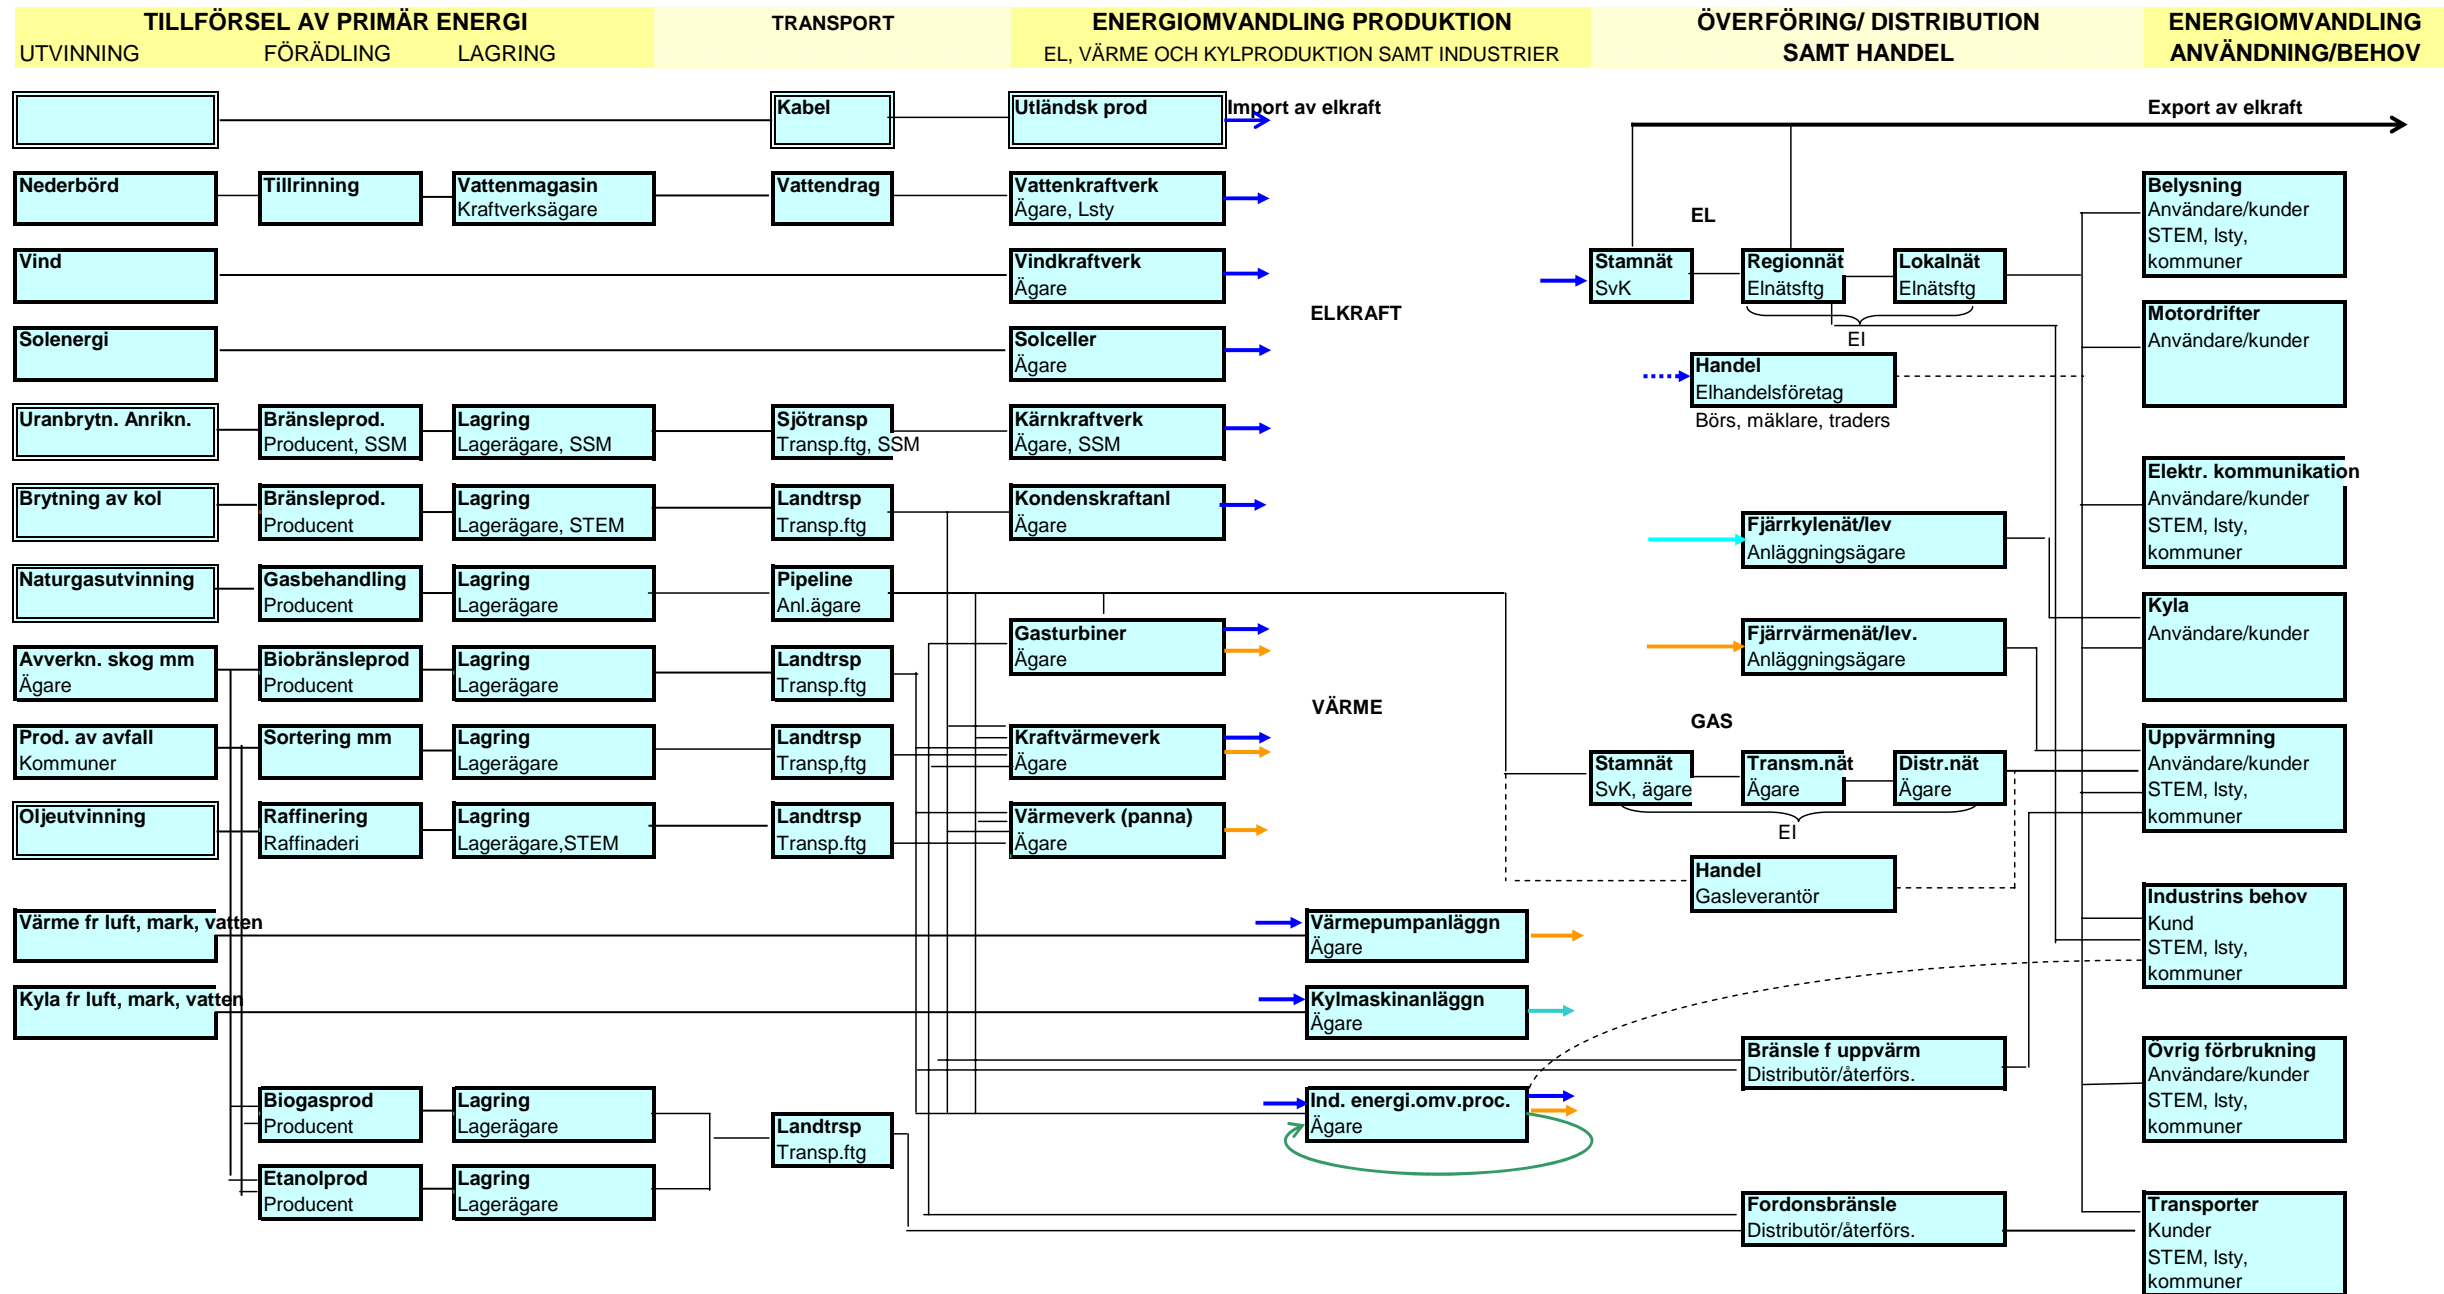 TILLFÖRSEL AV PRIMÄR ENERGI
TRANSPORT
ENERGIOMVANDLING PRODUKTION
ÖVERFÖRING/ DISTRIBUTION
ENERGIOMVANDLING
UTVINNING
FÖRÄDLING
LAGRING
EL, VÄRME OCH KYLPRODUKTION SAMT INDUSTRIER
SAMT HANDEL
ANVÄNDNING/BEHOV
Kabel
Utländsk prod
Import av elkraft
Export av elkraft
Nederbörd
Tillrinning
Vattenmagasin
Kraftverksägare
Vattendrag
Vattenkraftverk
Ägare, Lsty
Vind
Vindkraftverk
Ägare
Solenergi
Solceller
Ägare
Uranbrytn. Anrikn.
Bränsleprod.
Producent, SSM
Lagring
Lagerägare, SSM
Sjötransp
Transp.ftg, SSM
Kärnkraftverk
Ägare, SSM
Brytning av kol
Bränsleprod.
Producent
Lagring
Lagerägare, STEM
Landtrsp
Transp.ftg
Kondenskraftanl
Ägare
Naturgasutvinning
Gasbehandling
Producent
Lagring
Lagerägare
Pipeline
Anl.ägare
Gasturbiner
Ägare
Avverkn. skog mm
Ägare
Biobränsleprod
Producent
Lagring
Lagerägare
Landtrsp
Transp.ftg
Prod. av avfall
Kommuner
Sortering mm
Lagring
Lagerägare
Landtrsp
Transp,ftg
Kraftvärmeverk
Ägare
Oljeutvinning
Raffinering
Raffinaderi
Lagring
Lagerägare,STEM
Landtrsp
Transp.ftg
Värmeverk (panna)
Ägare
Värme fr luft, mark, vatten
Värmepumpanläggn
Ägare
Kyla fr luft, mark, vatten
Kylmaskinanläggn
Ägare
Biogasprod
Producent
Lagring
Lagerägare
Landtrsp
Transp.ftg
Ind. energi.omv.proc.
Ägare
Etanolprod
Producent
Lagring
Lagerägare
ELKRAFT
VÄRME
EL
Stamnät
SvK
Regionnät
Elnätsftg
Lokalnät
Elnätsftg
EI
Handel
Elhandelsföretag
Börs, mäklare, traders
Fjärrkylenät/lev
Anläggningsägare
Fjärrvärmenät/lev.
Anläggningsägare
GAS
Stamnät
SvK, ägare
Transm.nät
Ägare
Distr.nät
Ägare
EI
Handel
Gasleverantör
Bränsle f uppvärm
Distributör/återförs.
Fordonsbränsle
Distributör/återförs.
Belysning
Användare/kunder
STEM, lsty,
kommuner
Motordrifter
Användare/kunder
Elektr. kommunikation
Användare/kunder
STEM, lsty,
kommuner
Kyla
Användare/kunder
Uppvärmning
Användare/kunder
STEM, lsty,
kommuner
Industrins behov
Kund
STEM, lsty,
kommuner
Övrig förbrukning
Användare/kunder
STEM, lsty,
kommuner
Transporter
Kunder
STEM, lsty,
kommuner